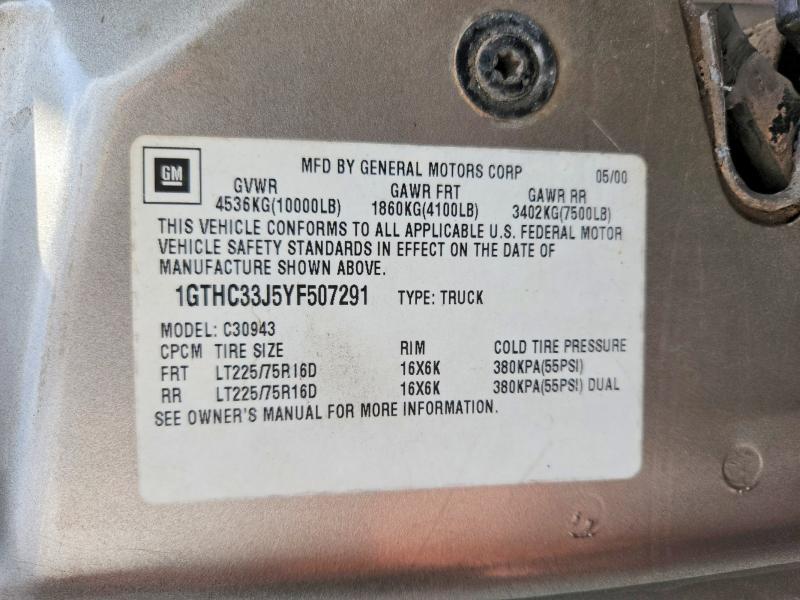 GM
MFD BY GENERAL MOTORS CORP 05/00
GVWR GAWR FRT GAWR RR
4536KG(10000LB) 1860KG(4100LB) 3402KG(7500LB)
THIS VEHICLE CONFORMS TO ALL APPLICABLE U.S. FEDERAL MOTOR
VEHICLE SAFETY STANDARDS IN EFFECT ON THE DATE OF
MANUFACTURE SHOWN ABOVE.
1GTHC33J5YF507291 TYPE: TRUCK
MODEL: C30943
CPCM TIRE SIZE RIM COLD TIRE PRESSURE
FRT LT225/75R16D 16X6K 380KPA(55PSI)
RR LT225/75R16D 16X6K 380KPA(55PSI) DUAL
SEE OWNER'S MANUAL FOR MORE INFORMATION.